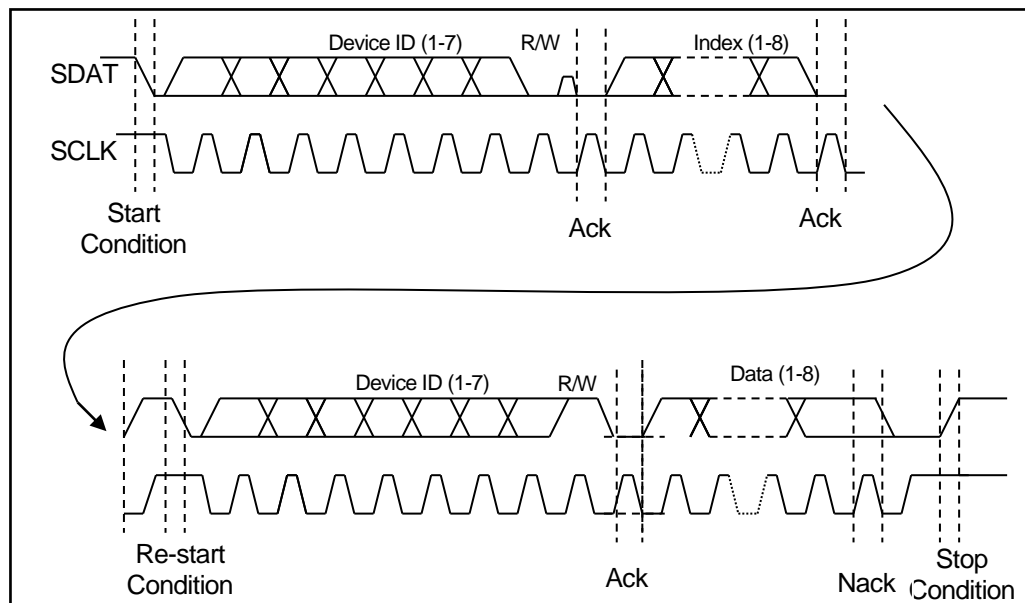 Device ID (1-7) R/W Index (1-8)
SDAT
SCLK
Start
Condition
Ack
Ack
Device ID (1-7) R/W Data (1-8)
Re-start
Condition
Ack
Nack
Stop
Condition